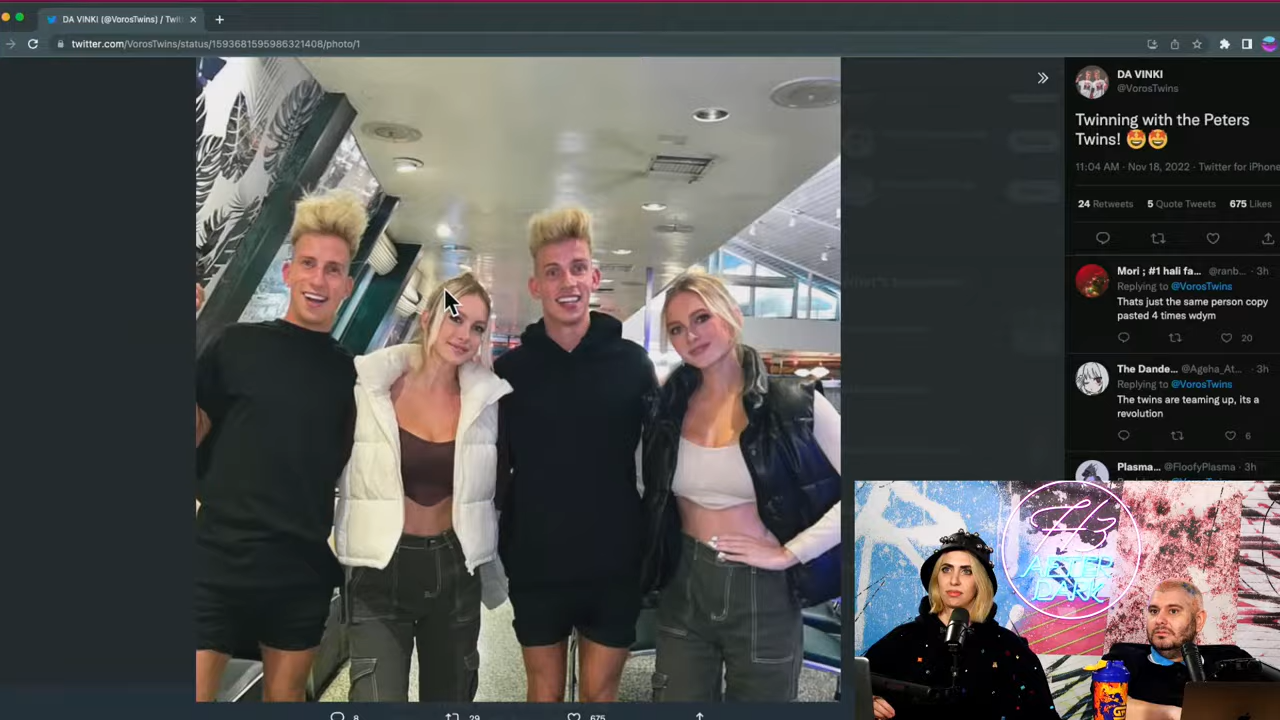 DA VINKI (@VorosTwins) / Twit
twitter.com/VorosTwins/status/1593681595986321408/photo/1
DA VINKI
@VorosTwins
Twinning with the Peters
Twins! 🤩🤩
11:04 AM · Nov 18, 2022 · Twitter for iPhone
24 Retweets 5 Quote Tweets 675 Likes
Mori ; #1 hali fa... @ranb... · 3h
Replying to @VorosTwins
Thats just the same person copy
pasted 4 times wdym
20
The Dande... @Ageha_At... · 3h
Replying to @VorosTwins
The twins are teaming up, its a
revolution
6
Plasma... @FloofyPlasma · 3h
H3
AFTER
DARK
8 29 675